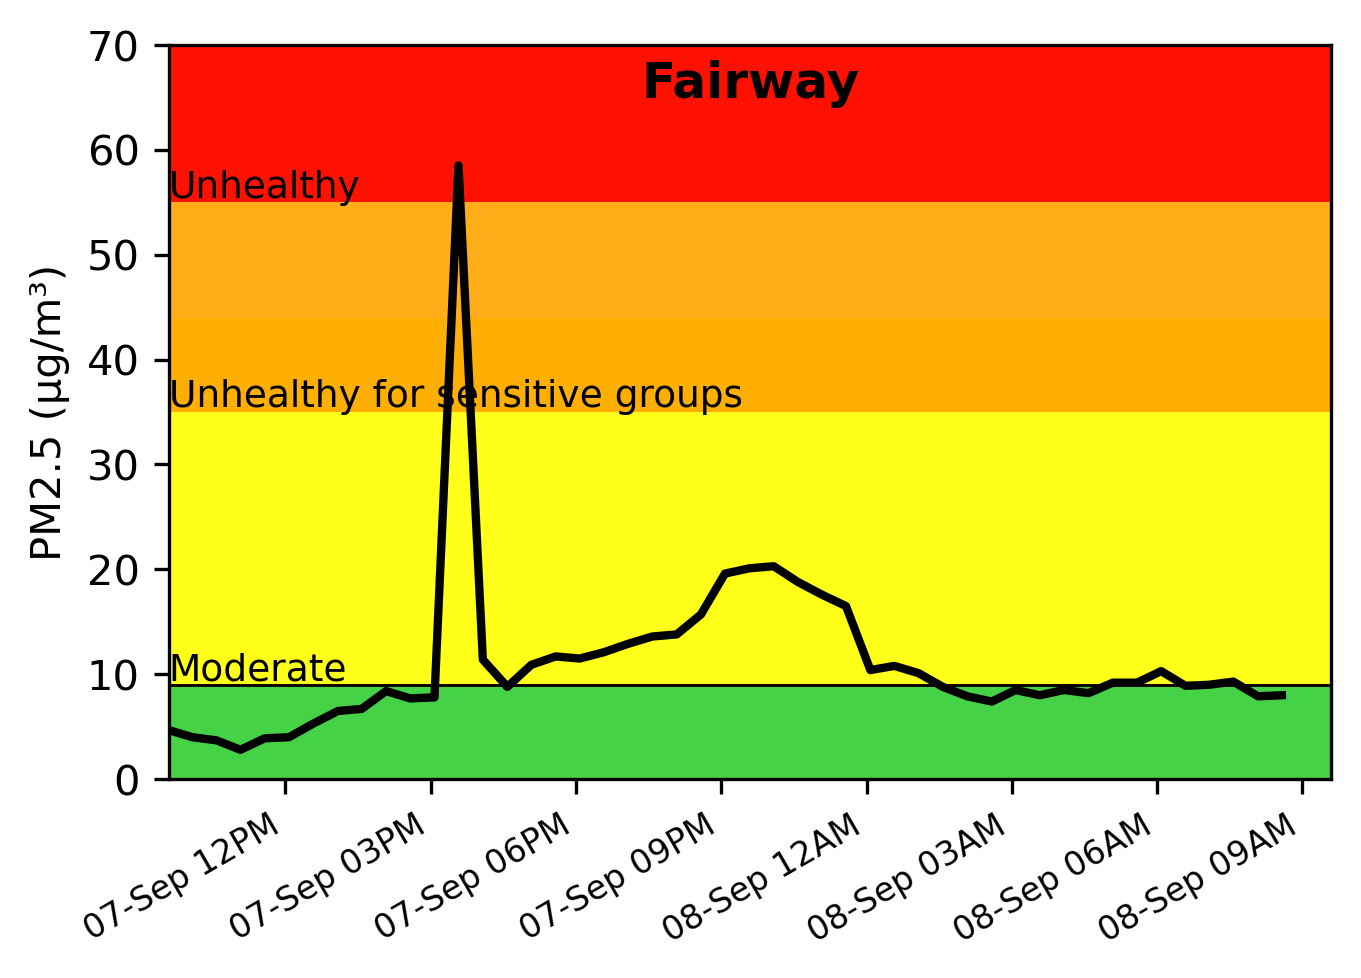 Fairway
PM2.5 (µg/m³)
70
60
50
40
30
20
10
0
Unhealthy
Unhealthy for sensitive groups
Moderate
07-Sep 12PM
07-Sep 03PM
07-Sep 06PM
07-Sep 09PM
08-Sep 12AM
08-Sep 03AM
08-Sep 06AM
08-Sep 09AM